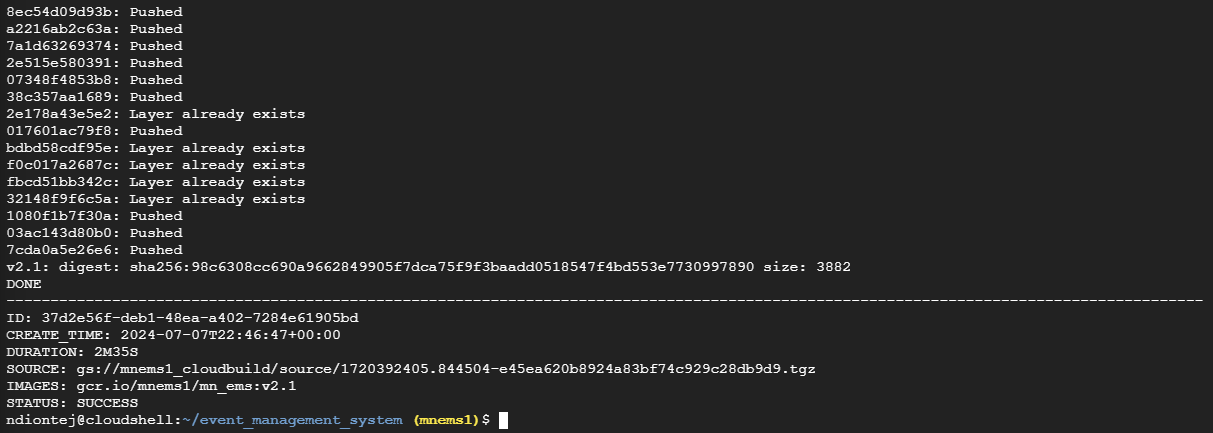 8ec54d09d93b: Pushed
a2216ab2c63a: Pushed
7a1d63269374: Pushed
2e515e580391: Pushed
07348f4853b8: Pushed
38c357aa1689: Pushed
2e178a43e5e2: Layer already exists
017601ac79f8: Pushed
bdbd58cdf95e: Layer already exists
f0c017a2687c: Layer already exists
fbcd51bb342c: Layer already exists
32148f9f6c5a: Layer already exists
1080f1b7f30a: Pushed
03ac143d80b0: Pushed
7cda0a5e26e6: Pushed
v2.1: digest: sha256:98c6308cc690a9662849905f7dca75f9f3baadd0518547f4bd553e7730997890 size: 3882
DONE
--------------------------------------------------------------------------------------------------------------------------------------------
ID: 37d2e56f-deb1-48ea-a402-7284e61905bd
CREATE_TIME: 2024-07-07T22:46:47+00:00
DURATION: 2M35S
SOURCE: gs://mnems1_cloudbuild/source/1720392405.844504-e45ea620b8924a83bf74c929c28db9d9.tgz
IMAGES: gcr.io/mnems1/mn_ems:v2.1
STATUS: SUCCESS
ndiontej@cloudshell:~/event_management_system (mnems1)$